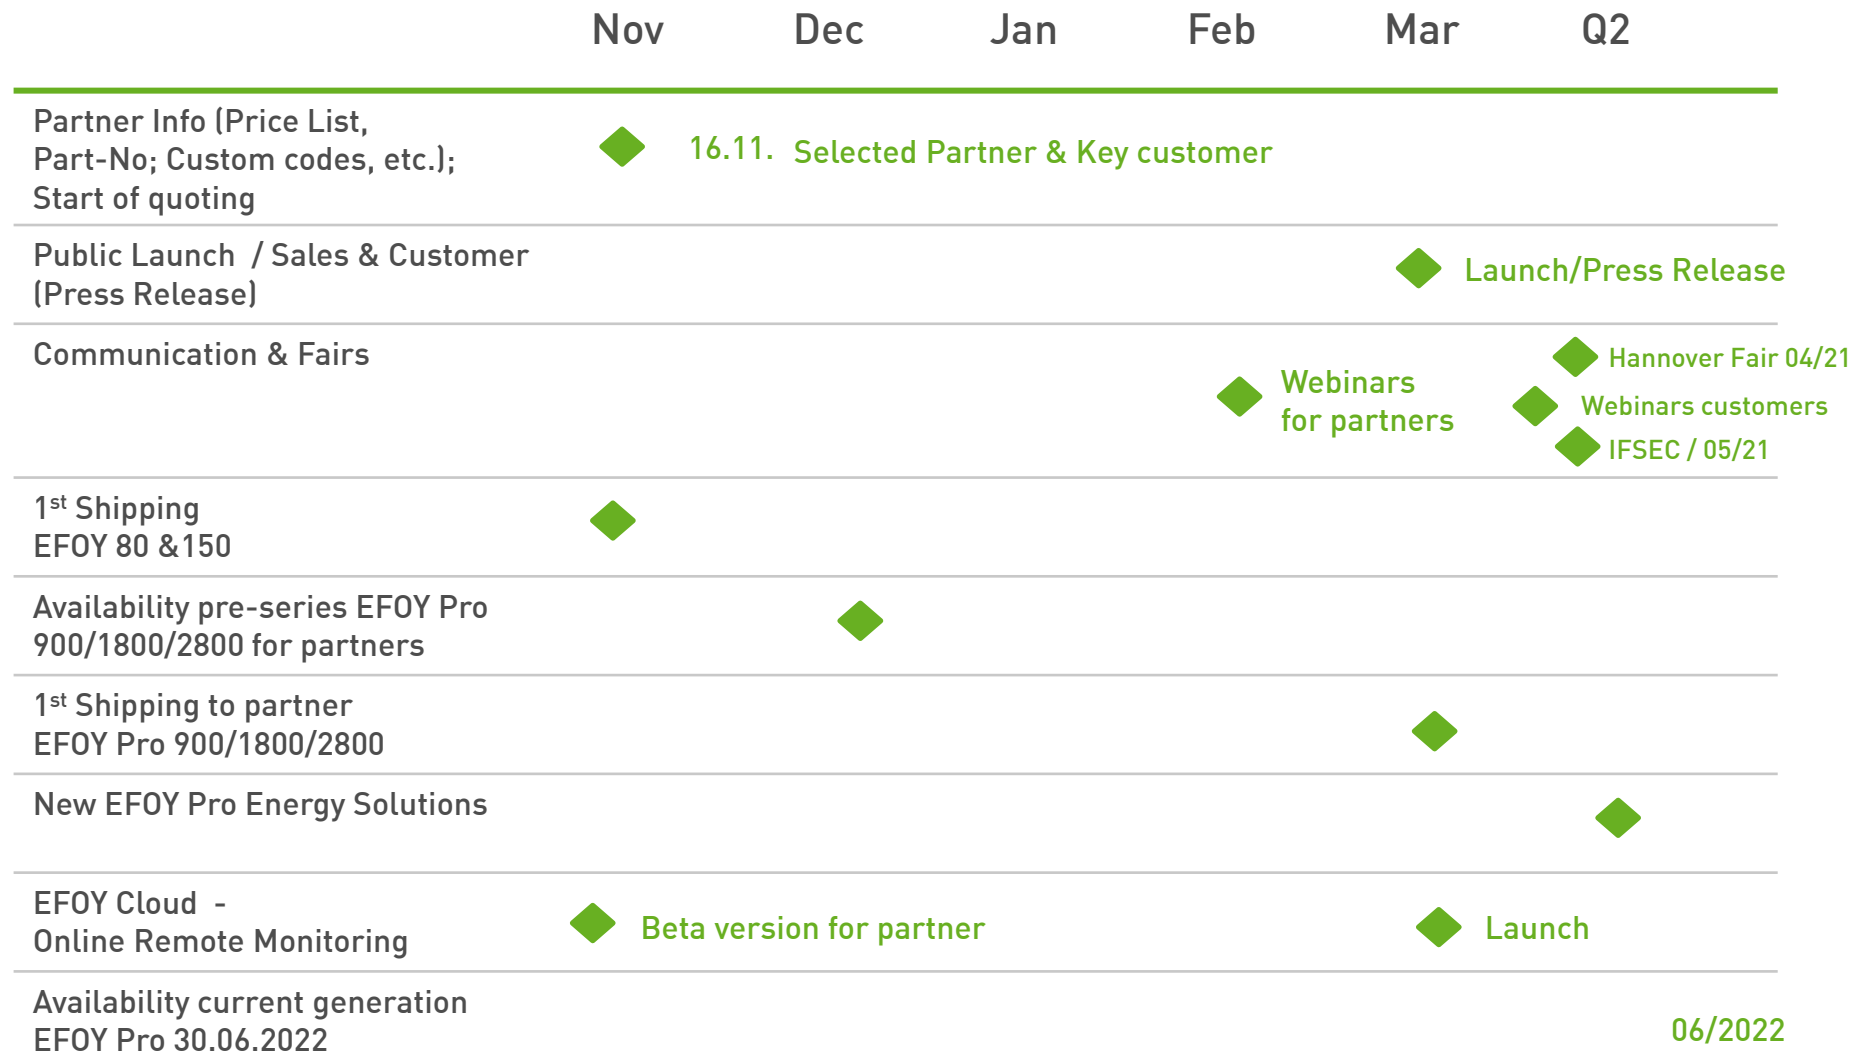 Nov Dec Jan Feb Mar Q2
Partner Info (Price List,
Part-No; Custom codes, etc.);
Start of quoting
16.11. Selected Partner & Key customer
Public Launch / Sales & Customer
(Press Release)
Launch/Press Release
Communication & Fairs
Webinars
for partners
Hannover Fair 04/21
Webinars customers
IFSEC / 05/21
1st Shipping
EFOY 80 &150
Availability pre-series EFOY Pro
900/1800/2800 for partners
1st Shipping to partner
EFOY Pro 900/1800/2800
New EFOY Pro Energy Solutions
EFOY Cloud -
Online Remote Monitoring
Beta version for partner
Launch
Availability current generation
EFOY Pro 30.06.2022
06/2022